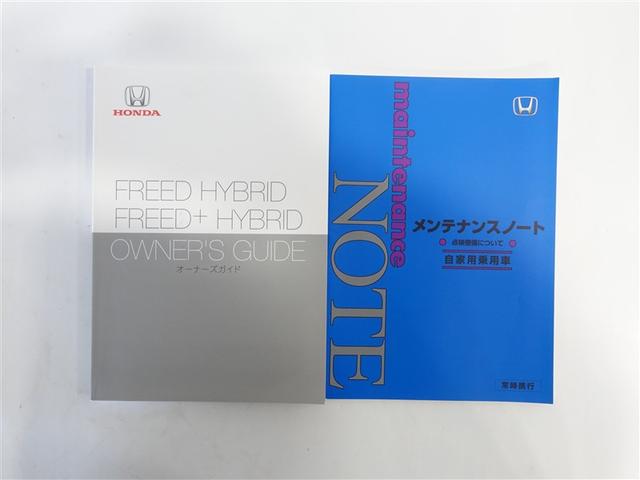 HONDA
FREED HYBRID
FREED+ HYBRID
OWNER'S GUIDE
オーナーズガイド
maintenance
NOTE
メンテナンスノート
点検整備について
自家用乗用車
常時携行